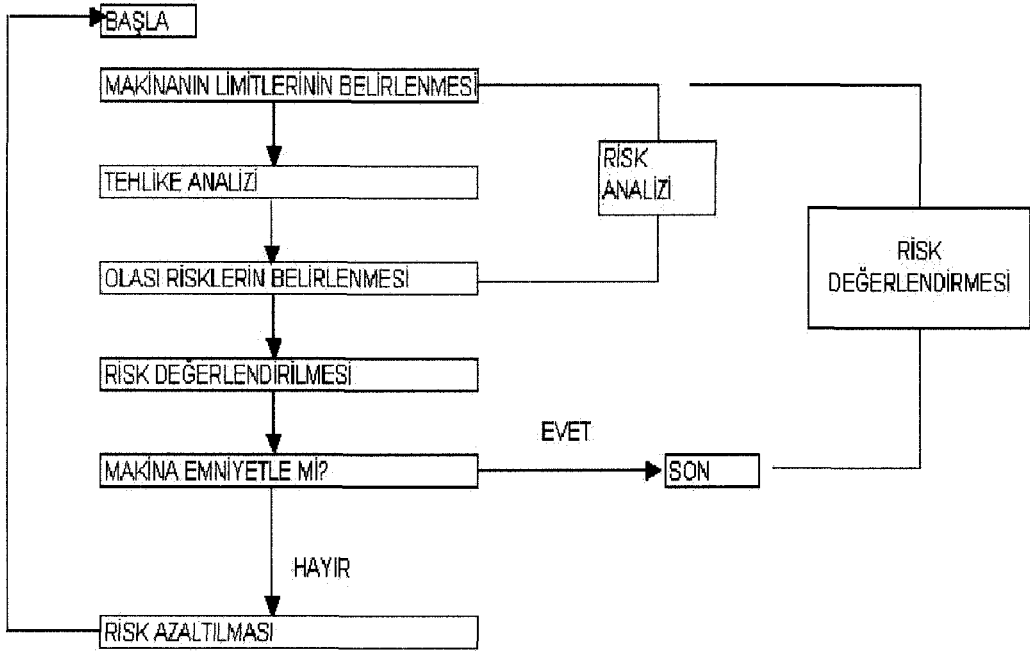 BAŞLA
MAKİNANIN LİMİTLERİNİN BELİRLENMESİ
RİSK
ANALİZİ
TEHLİKE ANALİZİ
RİSK
DEĞERLENDİRMESİ
OLASI RİSKLERİN BELİRLENMESİ
RİSK DEĞERLENDİRİLMESİ
EVET
MAKİNA EMNİYETLE Mİ?
SON
HAYIR
RİSK AZALTILMASI